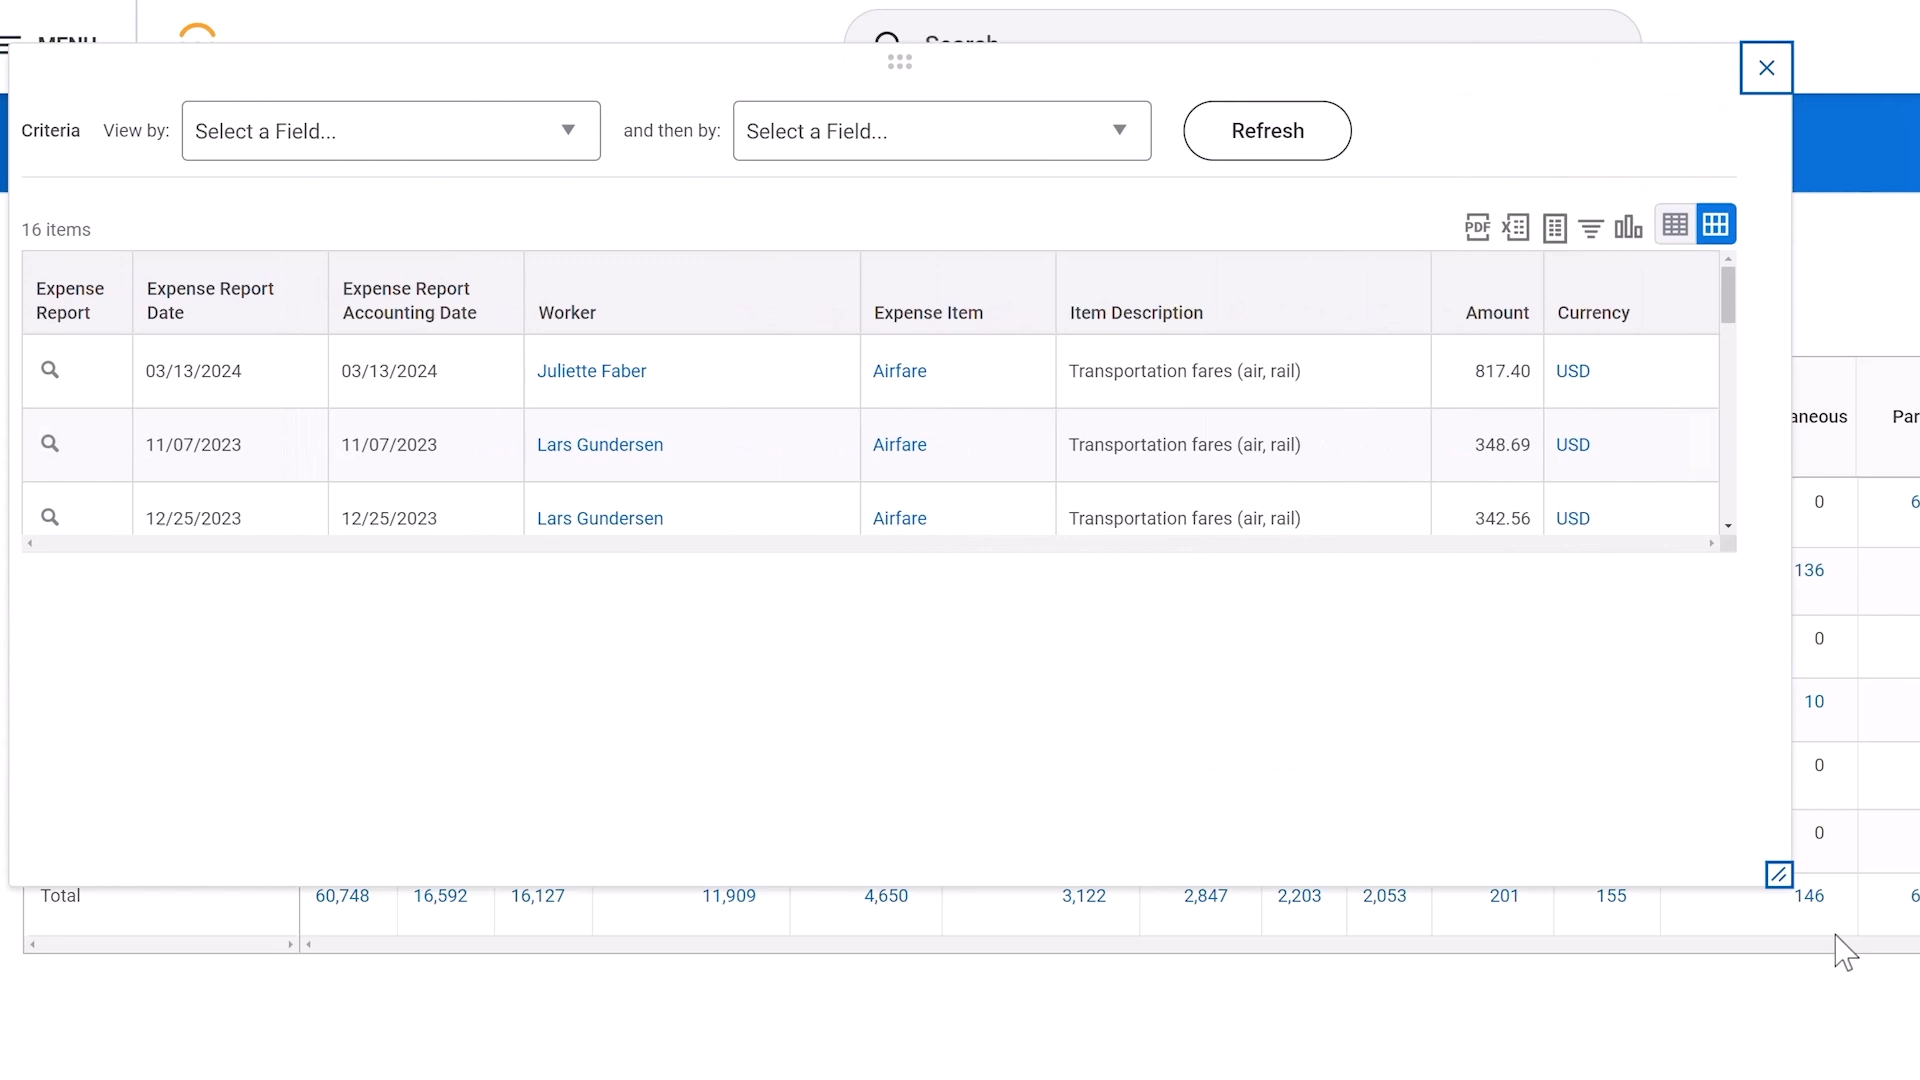 MENU
Search
Criteria View by: Select a Field... and then by: Select a Field... Refresh
16 items
PDF X
Expense Report Expense Report Date Expense Report Accounting Date Worker Expense Item Item Description Amount Currency
03/13/2024 03/13/2024 Juliette Faber Airfare Transportation fares (air, rail) 817.40 USD
aneous Par
11/07/2023 11/07/2023 Lars Gundersen Airfare Transportation fares (air, rail) 348.69 USD
0 6
12/25/2023 12/25/2023 Lars Gundersen Airfare Transportation fares (air, rail) 342.56 USD
136
0
10
0
0
Total 60,748 16,592 16,127 11,909 4,650 3,122 2,847 2,203 2,053 201 155 146 6